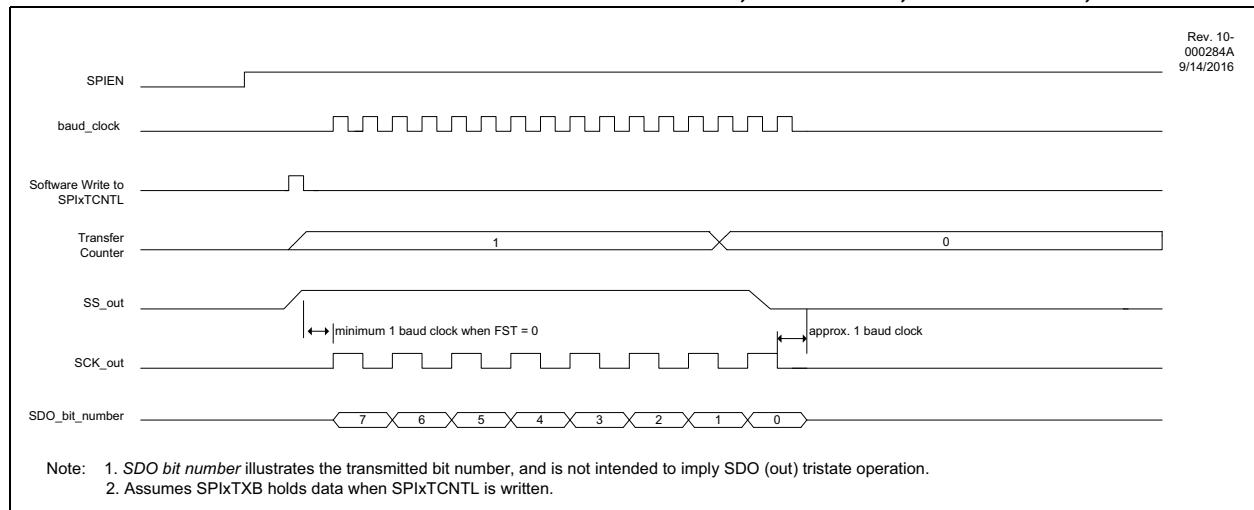 Rev. 10-
000284A
9/14/2016
SPIEN
baud_clock
Software Write to
SPIxTCNTL
Transfer
Counter
1
0
SS_out
minimum 1 baud clock when FST = 0
approx. 1 baud clock
SCK_out
SDO_bit_number
7 6 5 4 3 2 1 0
Note: 1. SDO bit number illustrates the transmitted bit number, and is not intended to imply SDO (out) tristate operation.
2. Assumes SPIxTXB holds data when SPIxTCNTL is written.